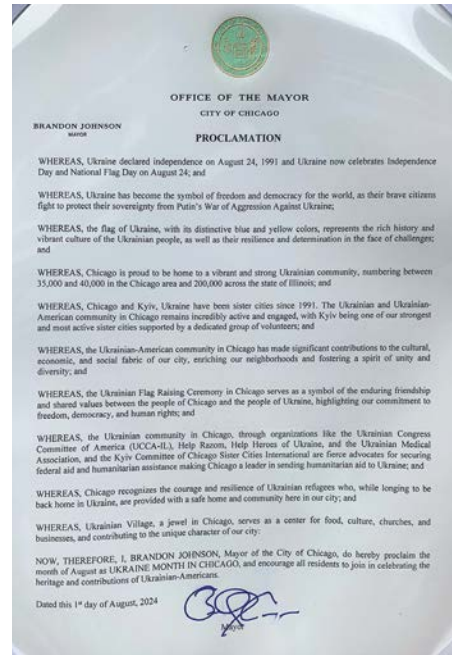 OFFICE OF THE MAYOR
CITY OF CHICAGO
BRANDON JOHNSON
MAYOR
PROCLAMATION
WHEREAS, Ukraine declared independence on August 24, 1991 and Ukraine now celebrates Independence
Day and National Flag Day on August 24; and
WHEREAS, Ukraine has become the symbol of freedom and democracy for the world, as their brave citizens
fight to protect their sovereignty from Putin's War of Aggression Against Ukraine;
WHEREAS, the flag of Ukraine, with its distinctive blue and yellow colors, represents the rich history and
vibrant culture of the Ukrainian people, as well as their resilience and determination in the face of challenges;
and
WHEREAS, Chicago is proud to be home to a vibrant and strong Ukrainian community, numbering between
35,000 and 40,000 in the Chicago area and 200,000 across the state of Illinois; and
WHEREAS, Chicago and Kyiv, Ukraine have been sister cities since 1991. The Ukrainian and Ukrainian-
American community in Chicago remains incredibly active and engaged, with Kyiv being one of our strongest
and most active sister cities supported by a dedicated group of volunteers; and
WHEREAS, the Ukrainian-American community in Chicago has made significant contributions to the cultural,
economic, and social fabric of our city, enriching our neighborhoods and fostering a spirit of unity and
diversity; and
WHEREAS, the Ukrainian Flag Raising Ceremony in Chicago serves as a symbol of the enduring friendship
and shared values between the people of Chicago and the people of Ukraine, highlighting our commitment to
freedom, democracy, and human rights; and
WHEREAS, the Ukrainian community in Chicago, through organizations like the Ukrainian Congress
Committee of America (UCCA-IL), Help Razom, Help Heroes of Ukraine, and the Ukrainian Medical
Association, and the Kyiv Committee of Chicago Sister Cities International are fierce advocates for securing
federal aid and humanitarian assistance making Chicago a leader in sending humanitarian aid to Ukraine; and
WHEREAS, Chicago recognizes the courage and resilience of Ukrainian refugees who, while longing to be
back home in Ukraine, are provided with a safe home and community here in our city; and
WHEREAS, Ukrainian Village, a jewel in Chicago, serves as a center for food, culture, churches, and
businesses, and contributing to the unique character of our city:
NOW, THEREFORE, I, BRANDON JOHNSON, Mayor of the City of Chicago, do hereby proclaim the
month of August as UKRAINE MONTH IN CHICAGO, and encourage all residents to join in celebrating the
heritage and contributions of Ukrainian-Americans.
Dated this 1st day of August, 2024
Mayor